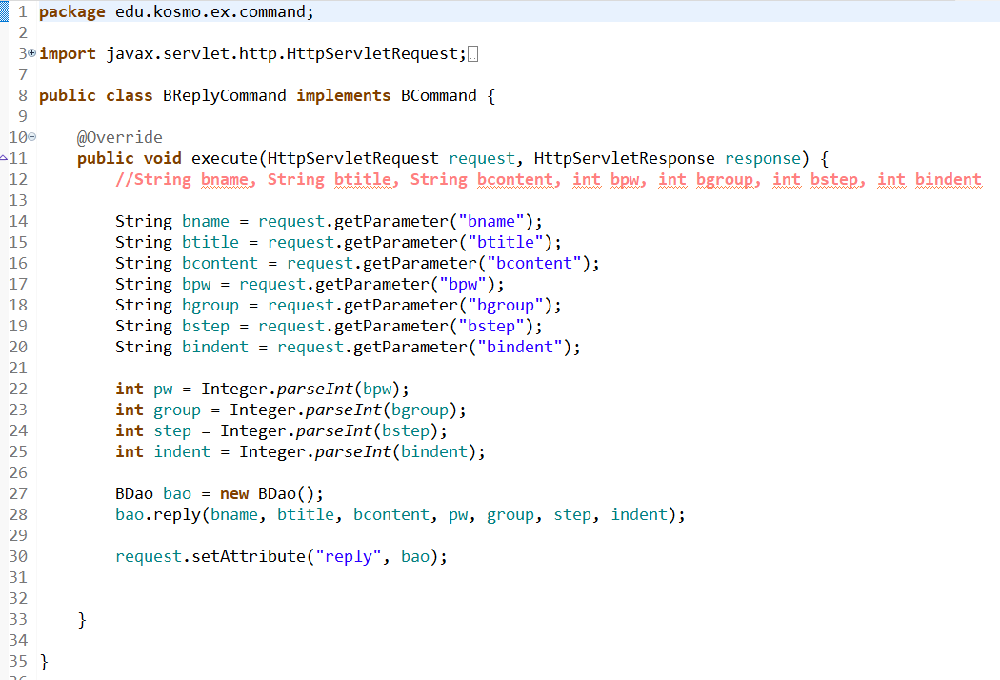 1 package edu.kosmo.ex.command;
2
3 import javax.servlet.http.HttpServletRequest;
7
8 public class BReplyCommand implements BCommand {
9
10 @Override
11 public void execute(HttpServletRequest request, HttpServletResponse response) {
12 //String bname, String btitle, String bcontent, int bpw, int bgroup, int bstep, int bindent
13
14 String bname = request.getParameter("bname");
15 String btitle = request.getParameter("btitle");
16 String bcontent = request.getParameter("bcontent");
17 String bpw = request.getParameter("bpw");
18 String bgroup = request.getParameter("bgroup");
19 String bstep = request.getParameter("bstep");
20 String bindent = request.getParameter("bindent");
21
22 int pw = Integer.parseInt(bpw);
23 int group = Integer.parseInt(bgroup);
24 int step = Integer.parseInt(bstep);
25 int indent = Integer.parseInt(bindent);
26
27 BDao bao = new BDao();
28 bao.reply(bname, btitle, bcontent, pw, group, step, indent);
29
30 request.setAttribute("reply", bao);
31
32
33 }
34
35 }